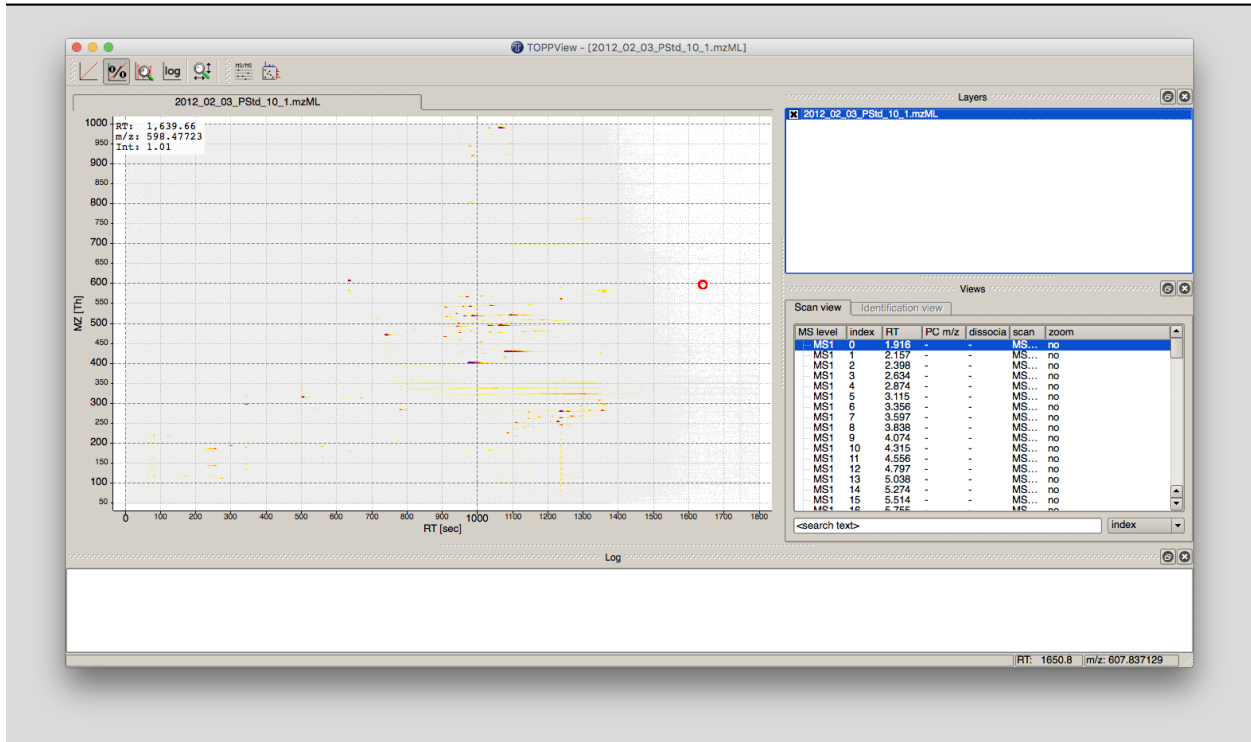 TOPPView - [2012_02_03_PStd_10_1.mzML]
% log MS/MS
2012_02_03_PStd_10_1.mzML
RT: 1,639.66
m/z: 598.47723
Int: 1.01
1000
950
900
850
800
750
700
650
600
550
500
450
400
350
300
250
200
150
100
50
MZ [Th]
0 100 200 300 400 500 600 700 800 900 1000 1100 1200 1300 1400 1500 1600 1700 1800
RT [sec]
Layers
2012_02_03_PStd_10_1.mzML
Views
Scan view Identification view
MS level index RT PC m/z dissocia scan zoom
MS1 0 1.916 - - MS... no
MS1 1 2.157 - - MS... no
MS1 2 2.398 - - MS... no
MS1 3 2.634 - - MS... no
MS1 4 2.874 - - MS... no
MS1 5 3.115 - - MS... no
MS1 6 3.356 - - MS... no
MS1 7 3.597 - - MS... no
MS1 8 3.838 - - MS... no
MS1 9 4.074 - - MS... no
MS1 10 4.315 - - MS... no
MS1 11 4.556 - - MS... no
MS1 12 4.797 - - MS... no
MS1 13 5.038 - - MS... no
MS1 14 5.274 - - MS... no
MS1 15 5.514 - - MS... no
MS1 16 5.755 - - MS... no
<search text> index
Log
RT: 1650.8 m/z: 607.837129